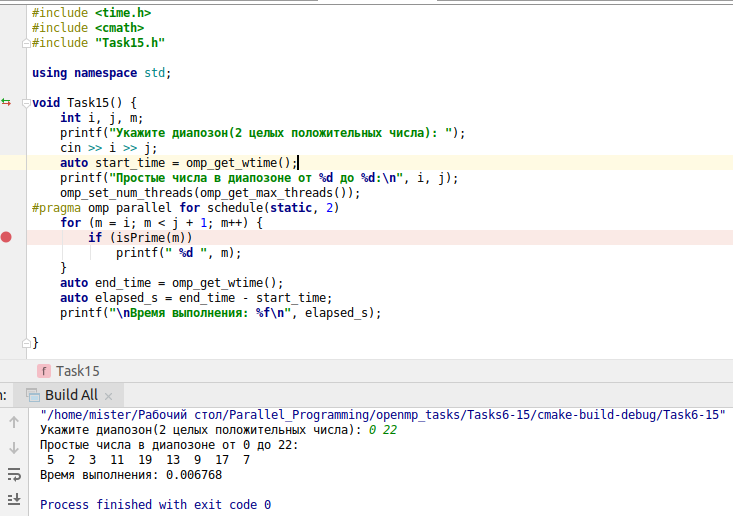 #include <time.h>
#include <cmath>
#include "Task15.h"
using namespace std;
void Task15() {
int i, j, m;
printf("Укажите диапозон(2 целых положительных числа): ");
cin >> i >> j;
auto start_time = omp_get_wtime();
printf("Простые числа в диапозоне от %d до %d:\n", i, j);
omp_set_num_threads(omp_get_max_threads());
#pragma omp parallel for schedule(static, 2)
for (m = i; m < j + 1; m++) {
if (isPrime(m))
printf(" %d ", m);
}
auto end_time = omp_get_wtime();
auto elapsed_s = end_time - start_time;
printf("\nВремя выполнения: %f\n", elapsed_s);
}
f Task15
n: Build All ×
"/home/mister/Рабочий стол/Parallel_Programming/openmp_tasks/Tasks6-15/cmake-build-debug/Task6-15"
Укажите диапозон(2 целых положительных числа): 0 22
Простые числа в диапозоне от 0 до 22:
5 2 3 11 19 13 9 17 7
Время выполнения: 0.006768
Process finished with exit code 0